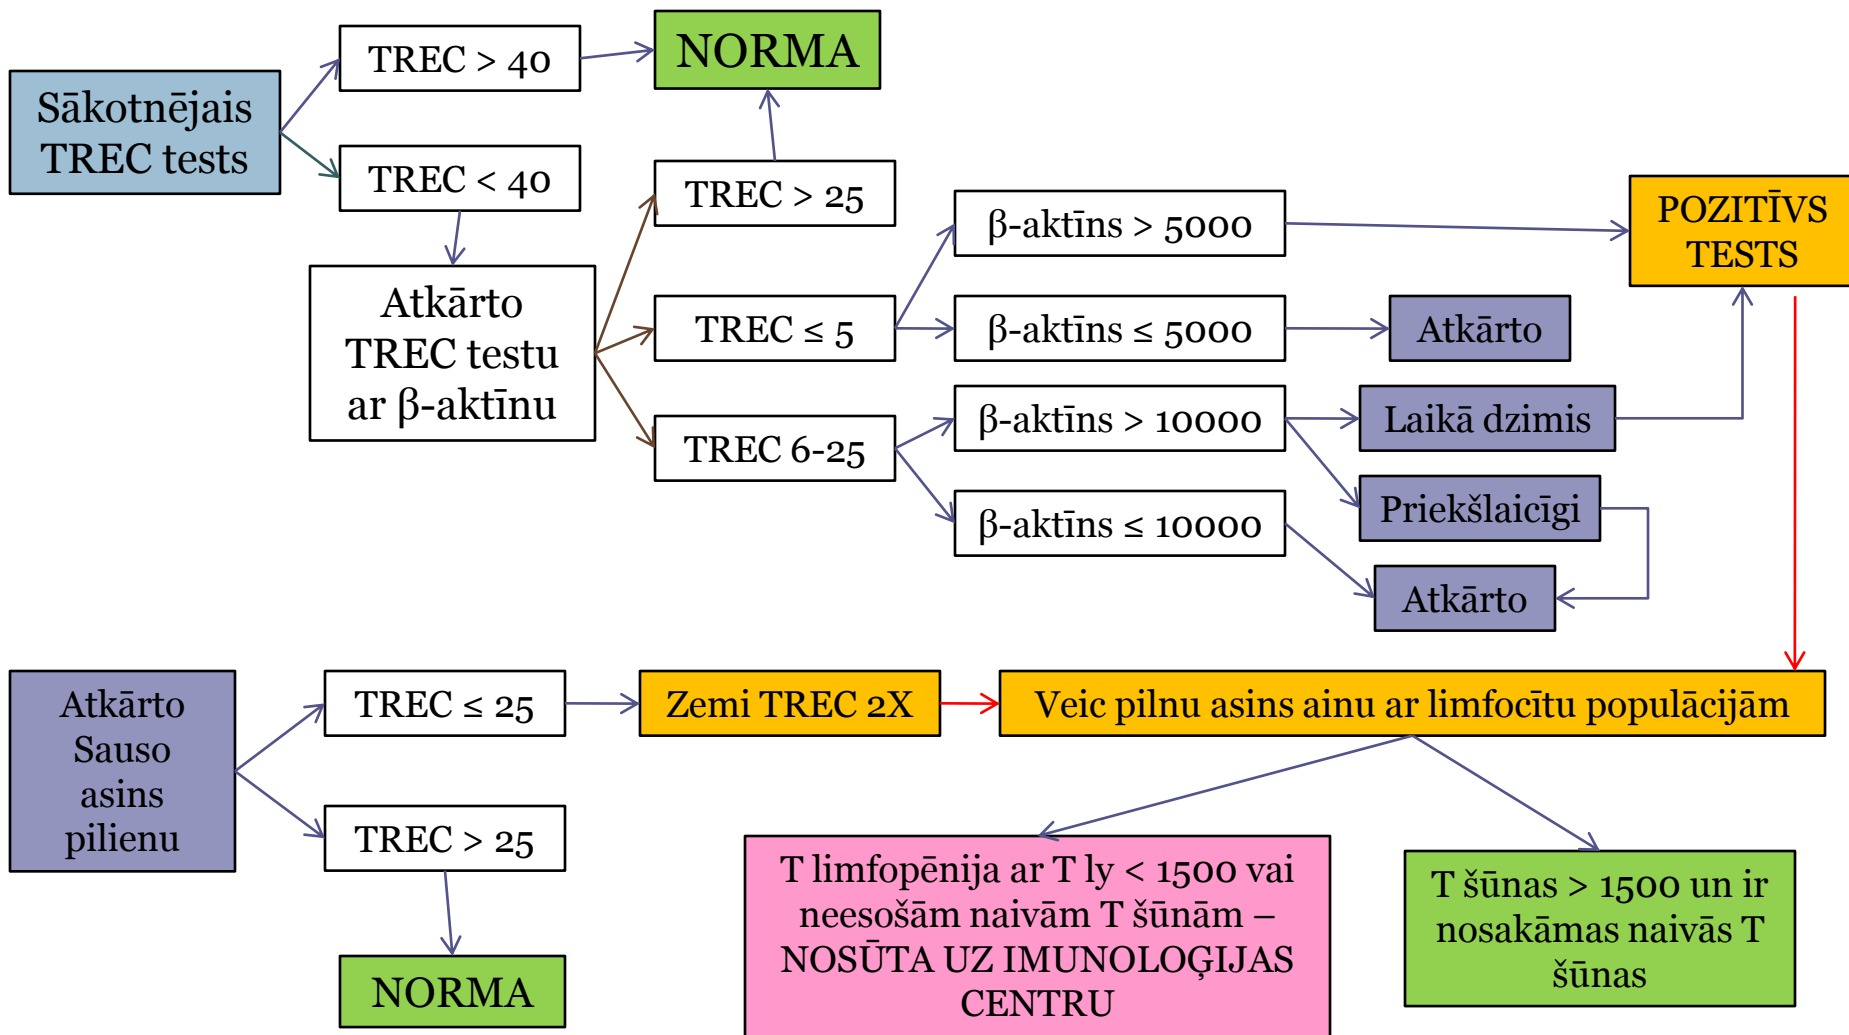 Sākotnējais
TREC tests
TREC > 40
NORMA
TREC < 40
Atkārto
TREC testu
ar β-aktīnu
TREC > 25
TREC ≤ 5
TREC 6-25
β-aktīns > 5000
β-aktīns ≤ 5000
β-aktīns > 10000
β-aktīns ≤ 10000
POZITĪVS
TESTS
Atkārto
Laikā dzimis
Priekšlaicīgi
Atkārto
Atkārto
Sauso
asins
pilienu
TREC ≤ 25
TREC > 25
NORMA
Zemi TREC 2X
Veic pilnu asins ainu ar limfocītu populācijām
T limfopēnija ar T ly < 1500 vai
neesošām naivām T šūnām –
NOSŪTA UZ IMUNOLOĢIJAS
CENTRU
T šūnas > 1500 un ir
nosakāmas naivās T
šūnas